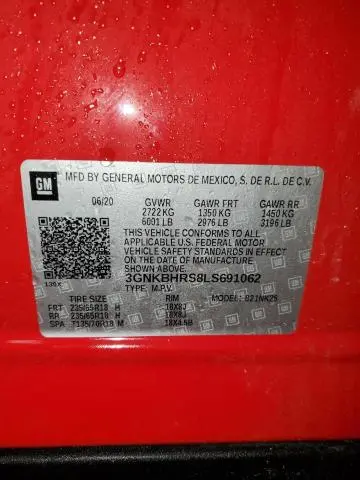 GM
MFD BY GENERAL MOTORS DE MEXICO, S. DE R.L. DE C.V.
06/20 GVWR GAWR FRT GAWR RR
2722 KG 1350 KG 1450 KG
6001 LB 2976 LB 3196 LB
THIS VEHICLE CONFORMS TO ALL
APPLICABLE U.S. FEDERAL MOTOR
VEHICLE SAFETY STANDARDS IN
EFFECT ON THE DATE OF
MANUFACTURE SHOWN ABOVE.
3GNKBHRS8LS691062
TYPE: M.P.V. MODEL: B21NK26
TIRE SIZE RIM
FRT 235/65R18 H 18X8J
RR 235/65R18 H 18X8J
SPA T135/70R18 M 18X4.5B